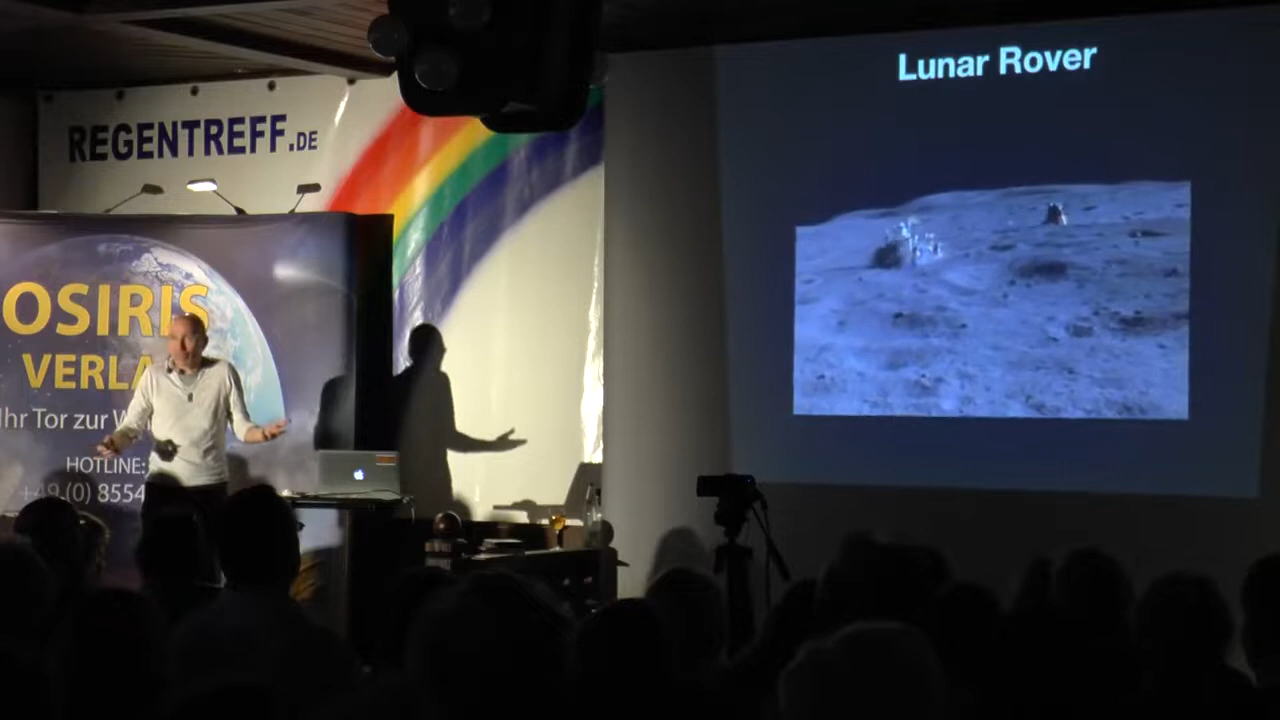 REGENTREFF.DE
OSIRIS
VERLA
Ihr Tor zur W
HOTLINE:
+49 (0) 8554
Lunar Rover